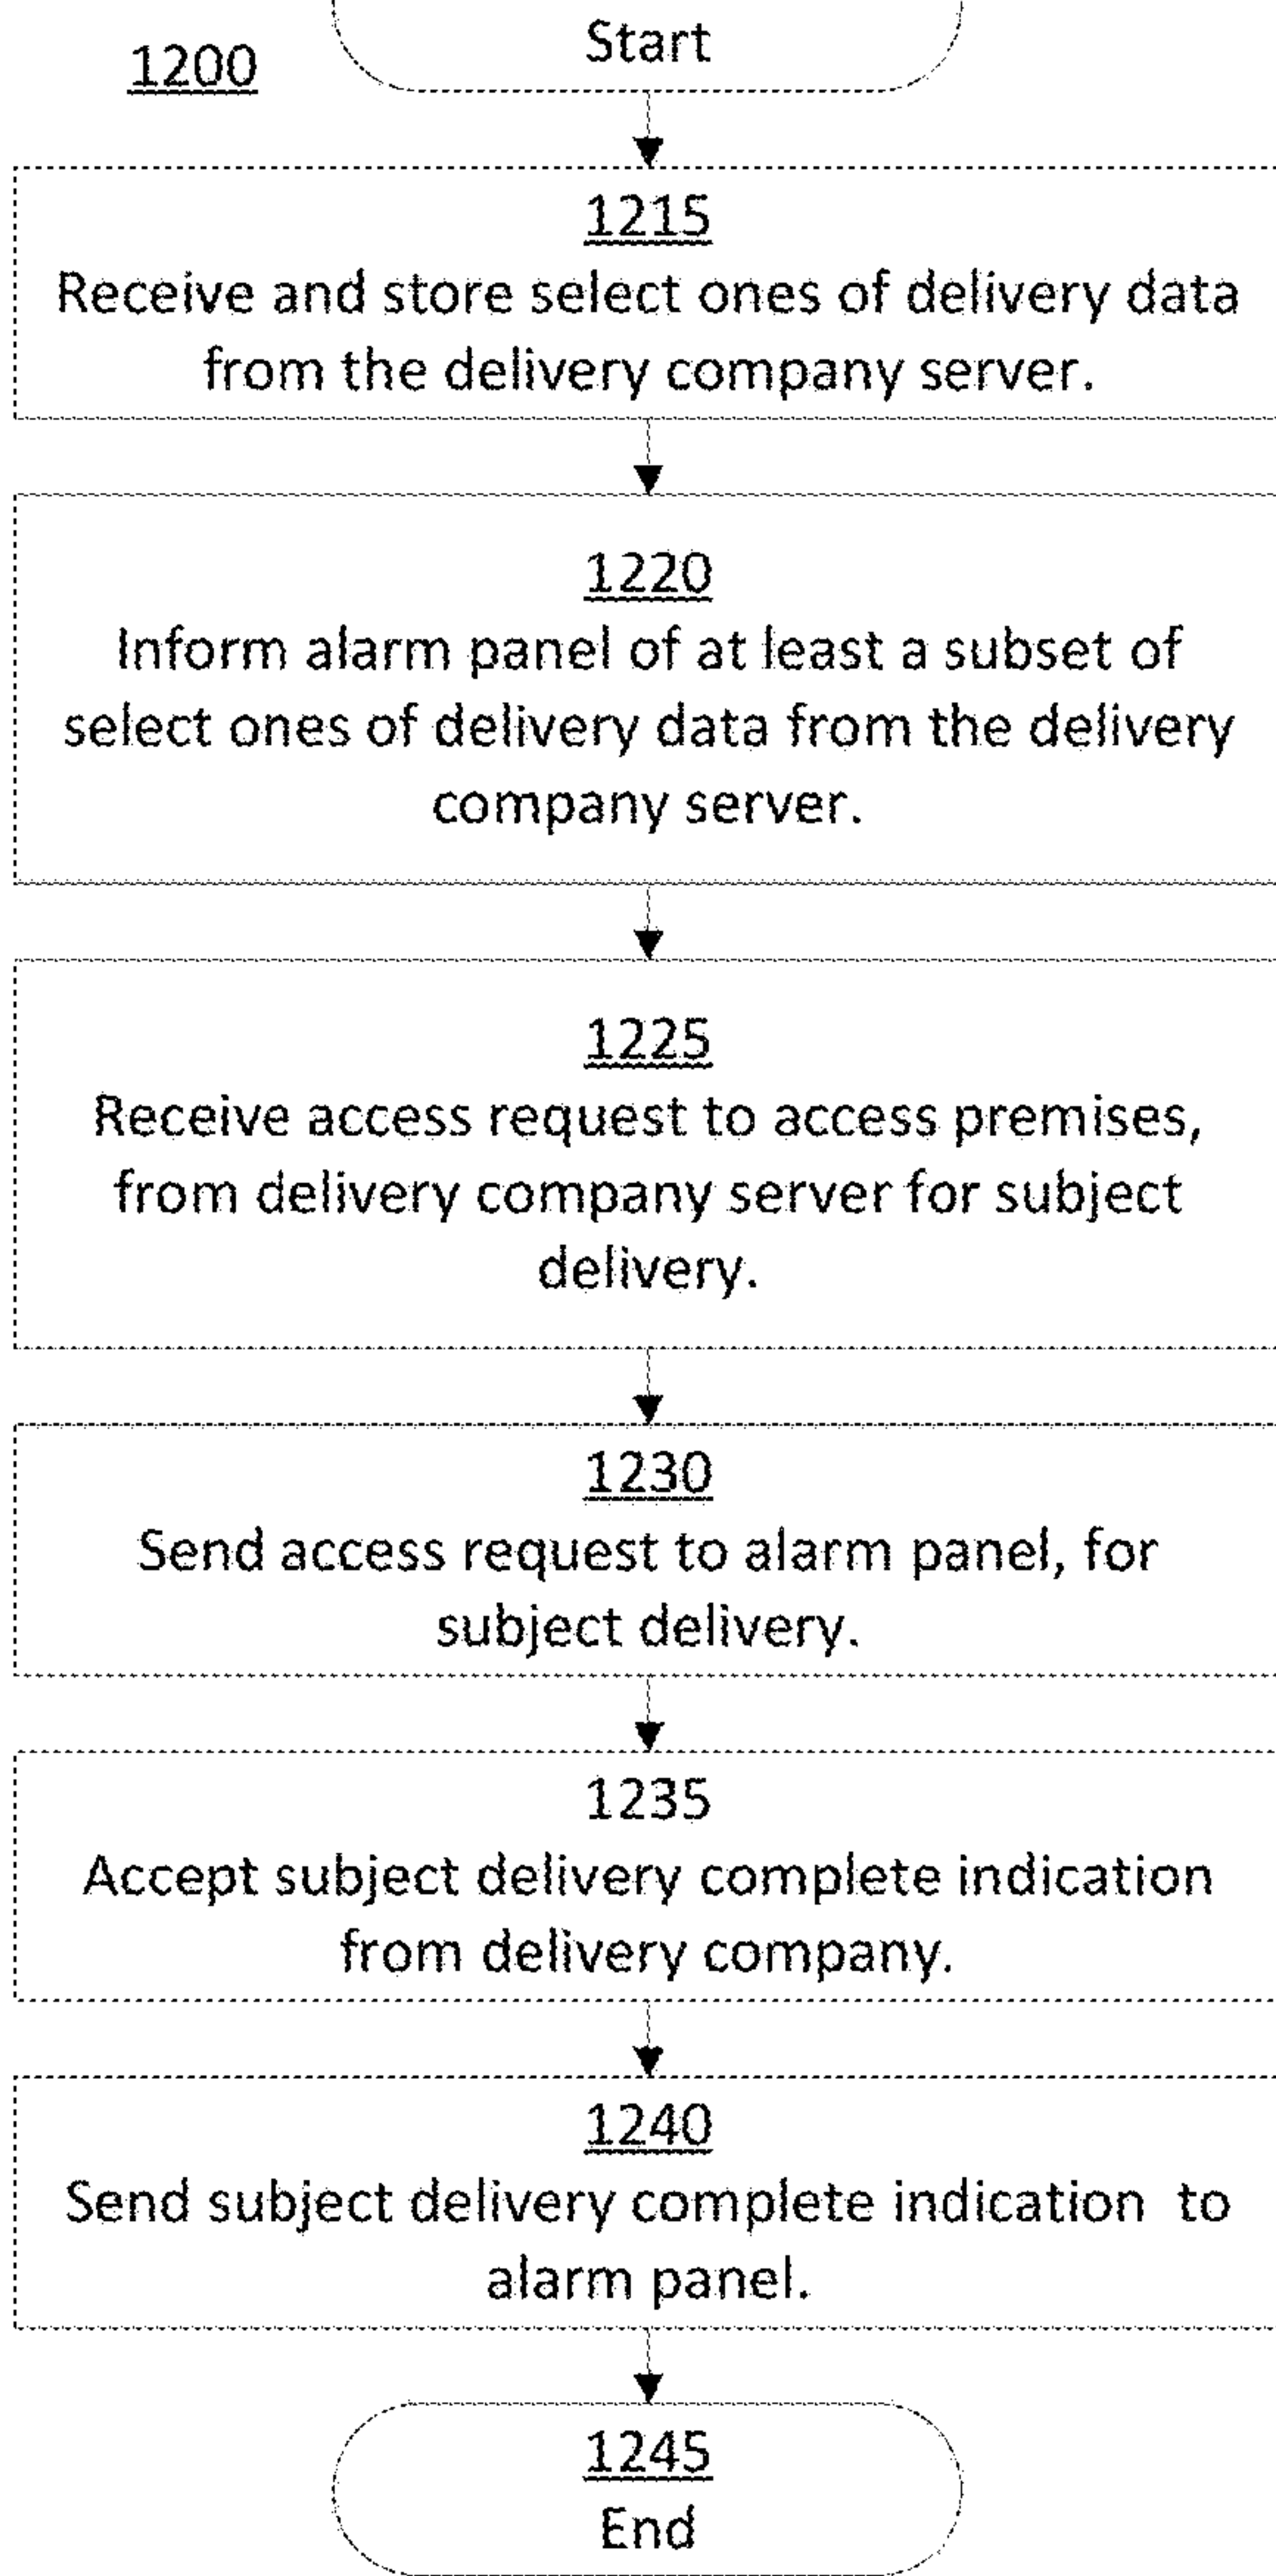 Start
1200
1215
Receive and store select ones of delivery data
from the delivery company server.
1220
Inform alarm panel of at least a subset of
select ones of delivery data from the delivery
company server.
1225
Receive access request to access premises,
from delivery company server for subject
delivery.
1230
Send access request to alarm panel, for
subject delivery.
1235
Accept subject delivery complete indication
from delivery company.
1240
Send subject delivery complete indication  to
alarm panel.
1245
End